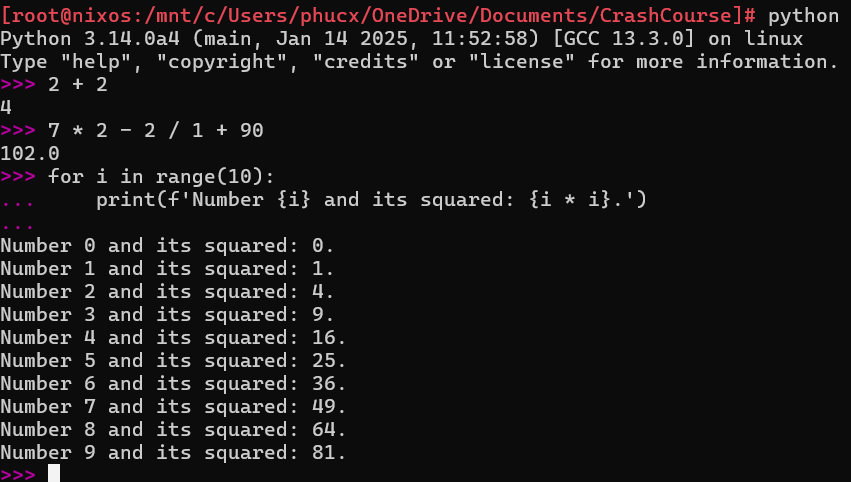 [root@nixos:/mnt/c/Users/phucx/OneDrive/Documents/CrashCourse]# python
Python 3.14.0a4 (main, Jan 14 2025, 11:52:58) [GCC 13.3.0] on linux
Type "help", "copyright", "credits" or "license" for more information.
>>> 2 + 2
4
>>> 7 * 2 - 2 / 1 + 90
102.0
>>> for i in range(10):
...     print(f'Number {i} and its squared: {i * i}.')
...
Number 0 and its squared: 0.
Number 1 and its squared: 1.
Number 2 and its squared: 4.
Number 3 and its squared: 9.
Number 4 and its squared: 16.
Number 5 and its squared: 25.
Number 6 and its squared: 36.
Number 7 and its squared: 49.
Number 8 and its squared: 64.
Number 9 and its squared: 81.
>>>